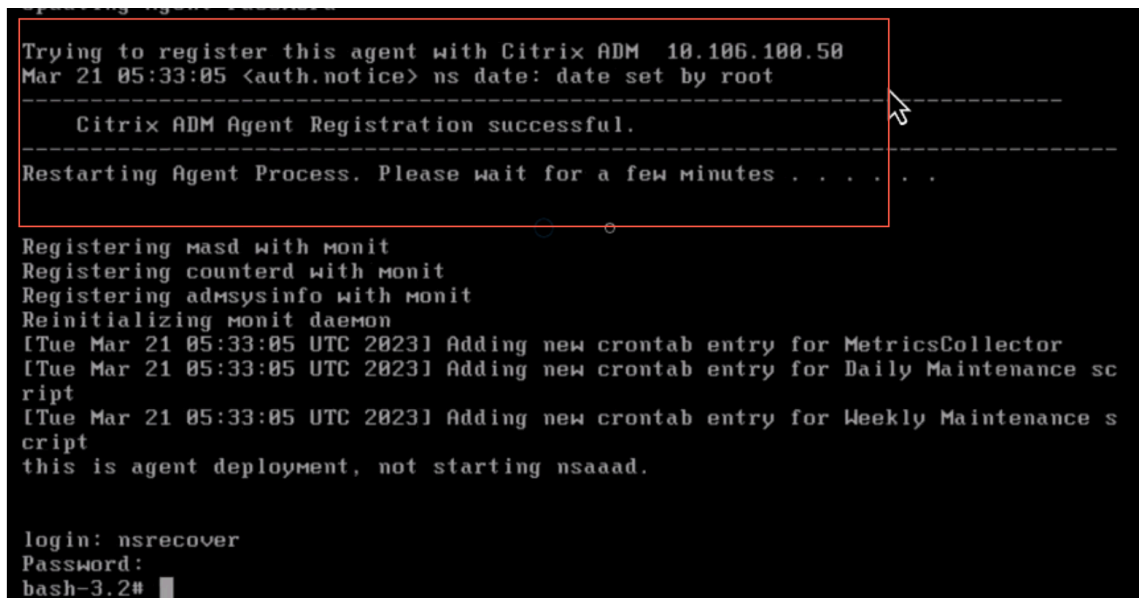 Updating Agent Password
Trying to register this agent with Citrix ADM  10.106.100.50
Mar 21 05:33:05 <auth.notice> ns date: date set by root
----------------------------------------------------------------------------
    Citrix ADM Agent Registration successful.
--------------------------------------------------------------------------------
Restarting Agent Process. Please wait for a few minutes . . . . . .
Registering masd with monit
Registering counterd with monit
Registering admsysinfo with monit
Reinitializing monit daemon
[Tue Mar 21 05:33:05 UTC 2023] Adding new crontab entry for MetricsCollector
[Tue Mar 21 05:33:05 UTC 2023] Adding new crontab entry for Daily Maintenance sc
ript
[Tue Mar 21 05:33:05 UTC 2023] Adding new crontab entry for Weekly Maintenance s
cript
this is agent deployment, not starting nsaaad.
login: nsrecover
Password:
bash-3.2#